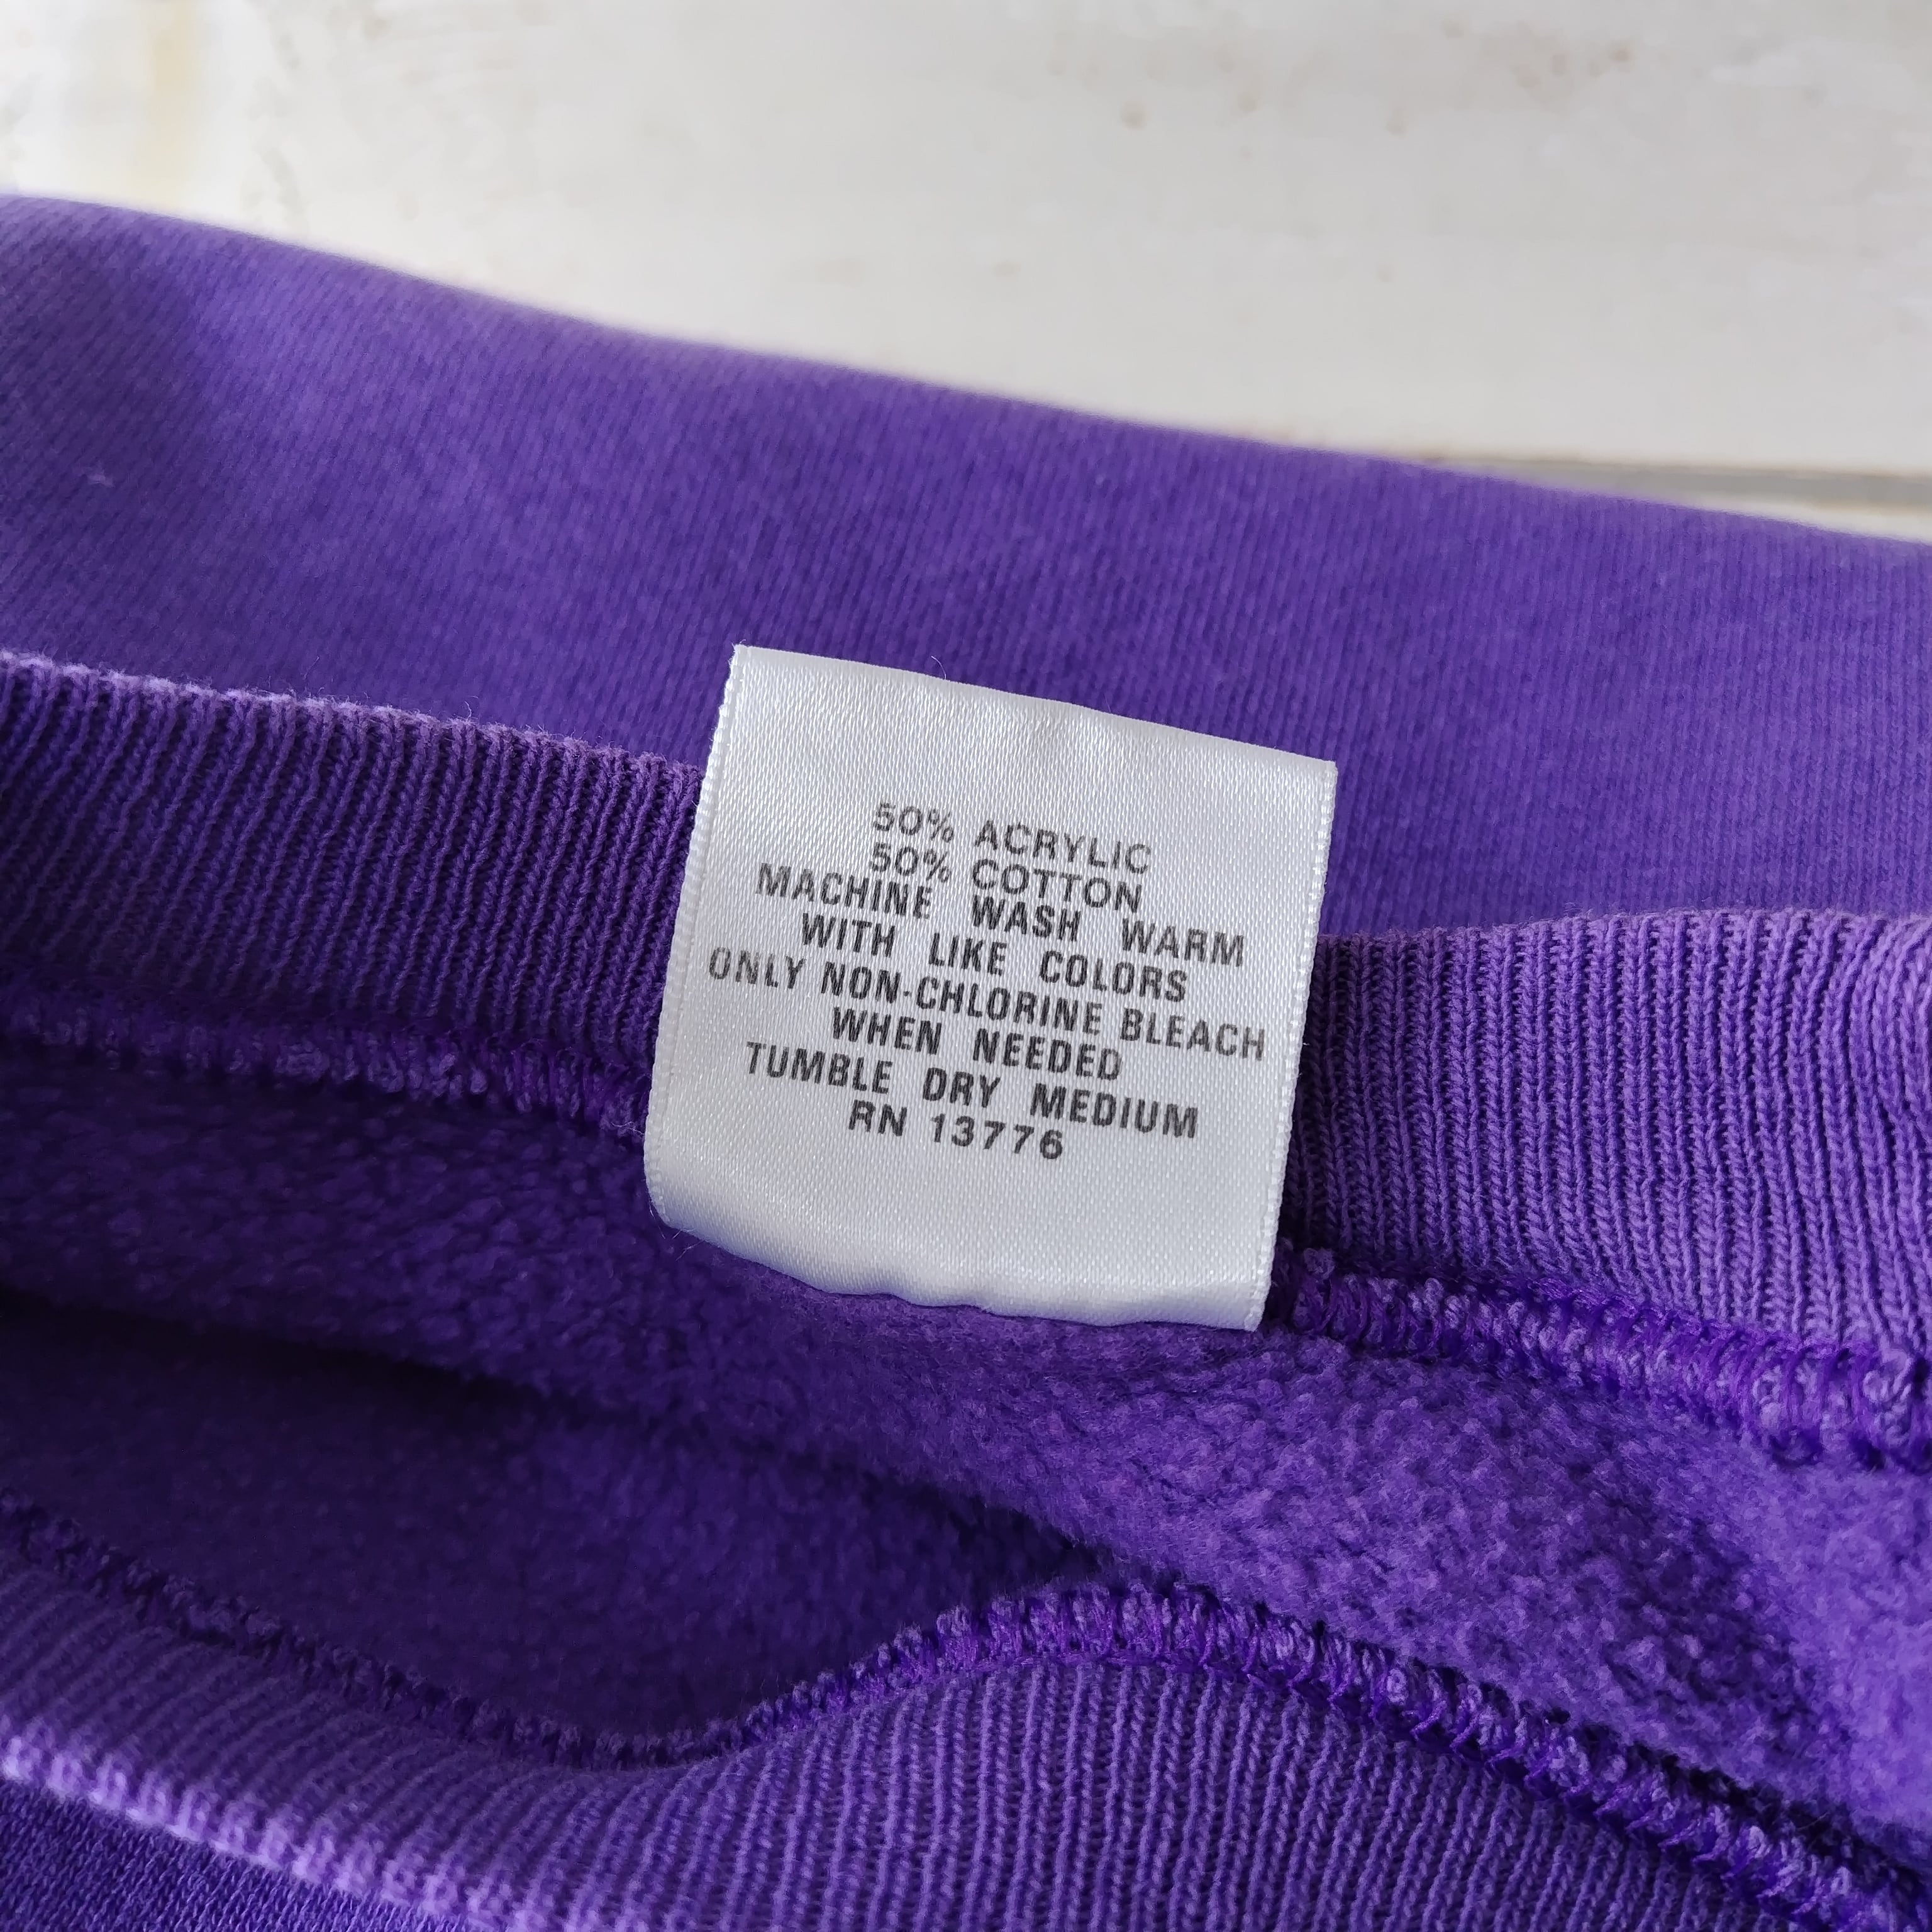 50% ACRYLIC
50% COTTON
MACHINE WASH WARM
WITH LIKE COLORS
ONLY NON-CHLORINE BLEACH
WHEN NEEDED
TUMBLE DRY MEDIUM
RN 13776